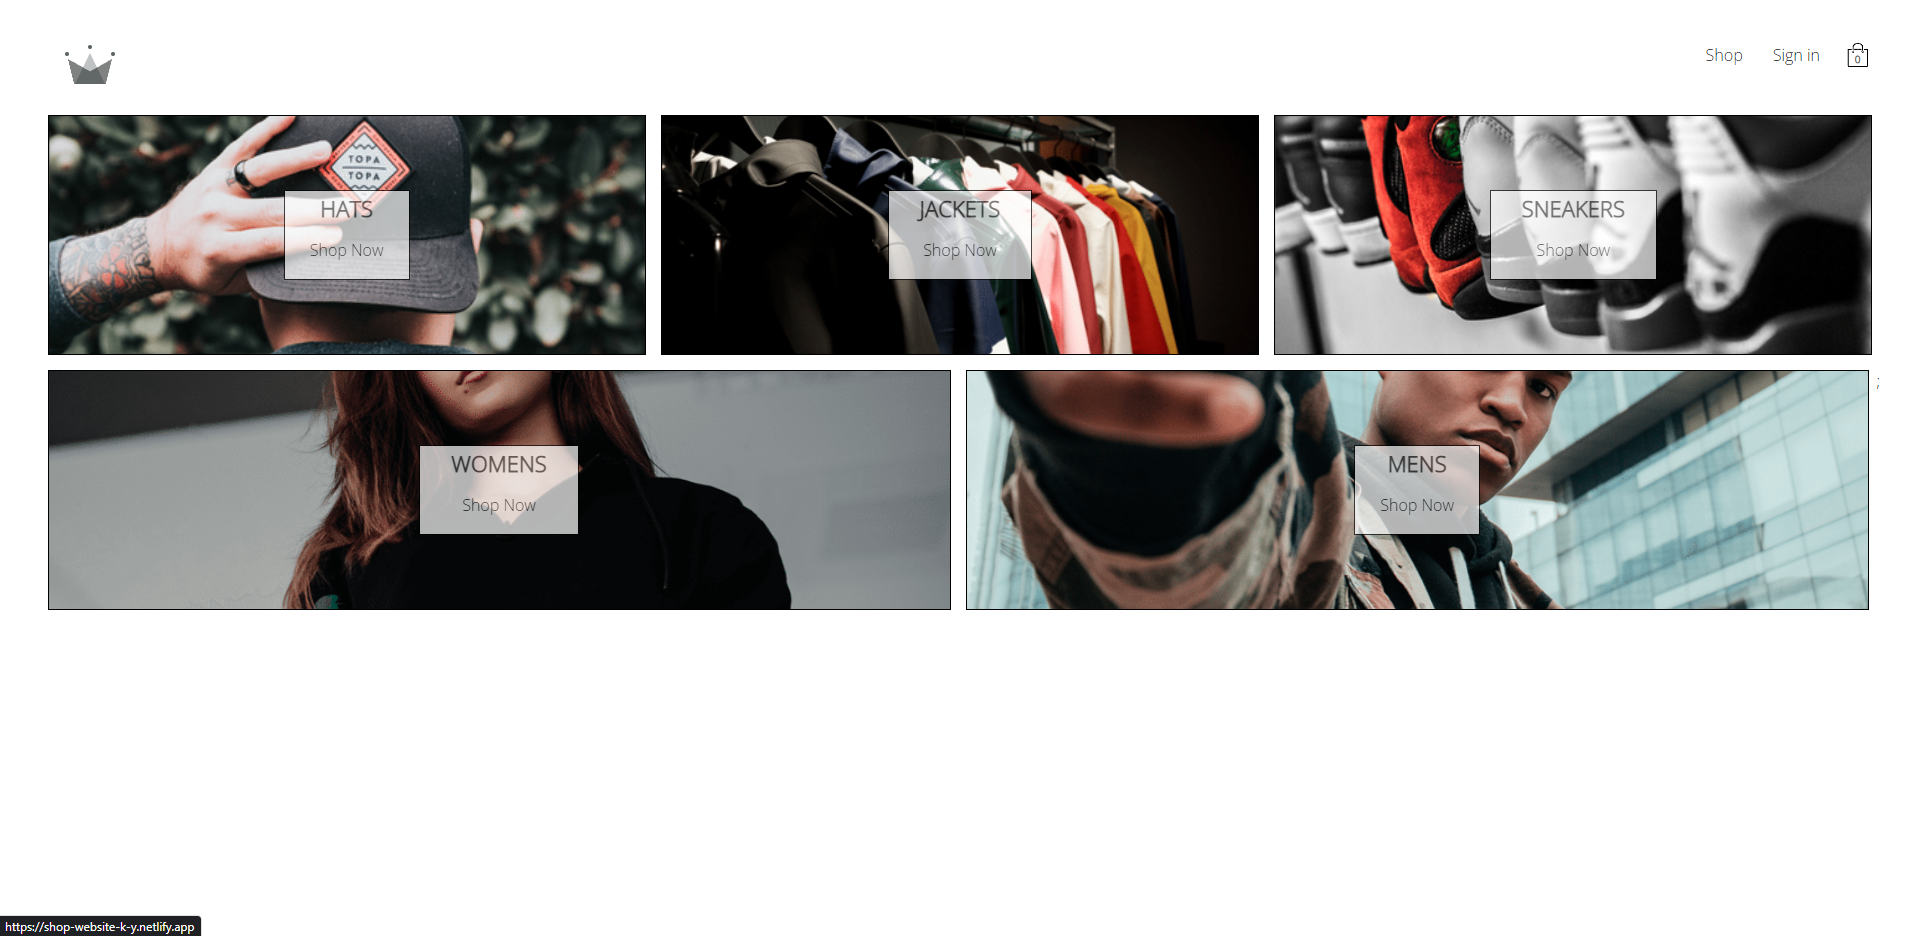 Shop Sign in 0
TOPA
TOPA
HATS
Shop Now
JACKETS
Shop Now
SNEAKERS
Shop Now
;
WOMENS
Shop Now
MENS
Shop Now
https://shop-website-k-y.netlify.app